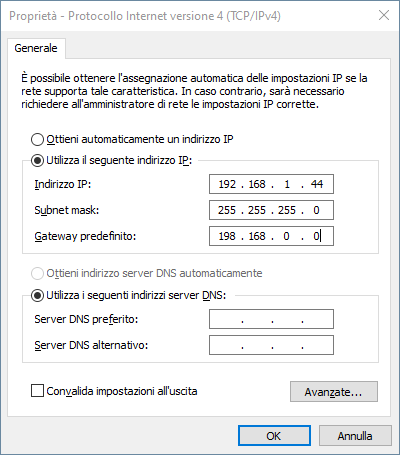 Proprietà - Protocollo Internet versione 4 (TCP/IPv4)
Generale
È possibile ottenere l'assegnazione automatica delle impostazioni IP se la
rete supporta tale caratteristica. In caso contrario, sarà necessario
richiedere all'amministratore di rete le impostazioni IP corrette.
Ottieni automaticamente un indirizzo IP
Utilizza il seguente indirizzo IP:
Indirizzo IP: 192 . 168 . 1 . 44
Subnet mask: 255 . 255 . 255 . 0
Gateway predefinito: 198 . 168 . 0 . 0
Ottieni indirizzo server DNS automaticamente
Utilizza i seguenti indirizzi server DNS:
Server DNS preferito: . . .
Server DNS alternativo: . . .
Convalida impostazioni all'uscita
Avanzate...
OK Annulla